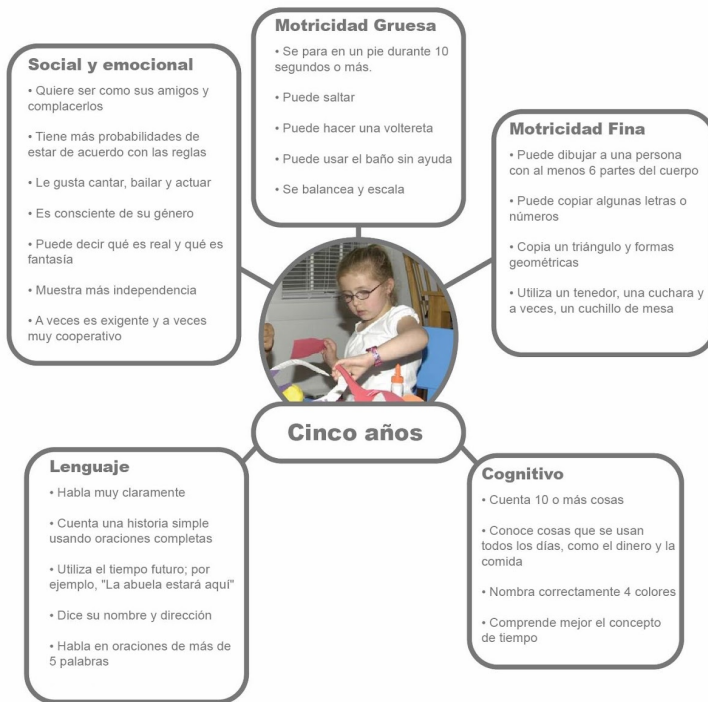 Motricidad Gruesa
• Se para en un pie durante 10
segundos o más.
• Puede saltar
• Puede hacer una voltereta
• Puede usar el baño sin ayuda
• Se balancea y escala
Social y emocional
• Quiere ser como sus amigos y
complacerlos
• Tiene más probabilidades de
estar de acuerdo con las reglas
• Le gusta cantar, bailar y actuar
• Es consciente de su género
• Puede decir qué es real y qué es
fantasía
• Muestra más independencia
• A veces es exigente y a veces
muy cooperativo
Motricidad Fina
• Puede dibujar a una persona
con al menos 6 partes del cuerpo
• Puede copiar algunas letras o
números
• Copia un triángulo y formas
geométricas
• Utiliza un tenedor, una cuchara y
a veces, un cuchillo de mesa
Cinco años
Lenguaje
• Habla muy claramente
• Cuenta una historia simple
usando oraciones completas
• Utiliza el tiempo futuro; por
ejemplo, "La abuela estará aquí"
• Dice su nombre y dirección
• Habla en oraciones de más de
5 palabras
Cognitivo
• Cuenta 10 o más cosas
• Conoce cosas que se usan
todos los días, como el dinero y la
comida
• Nombra correctamente 4 colores
• Comprende mejor el concepto
de tiempo